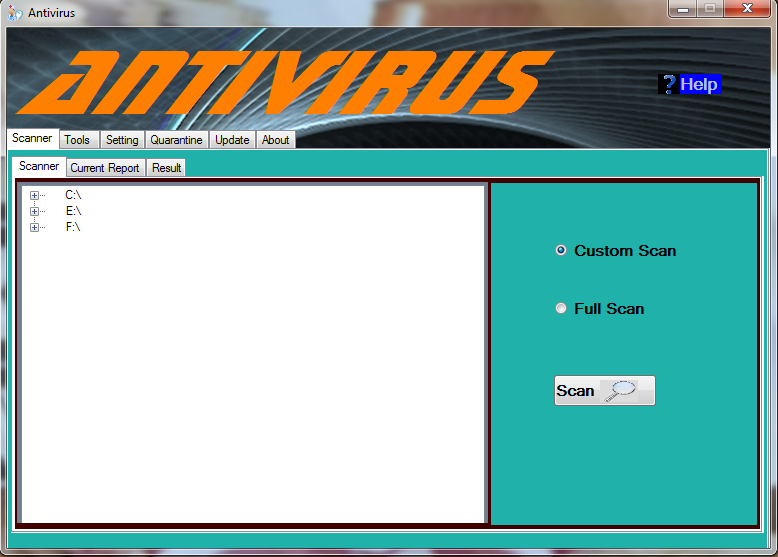 Antivirus
ANTIVIRUS
? Help
Scanner Tools Setting Quarantine Update About
Scanner Current Report Result
C:\
E:\
F:\
Custom Scan
Full Scan
Scan